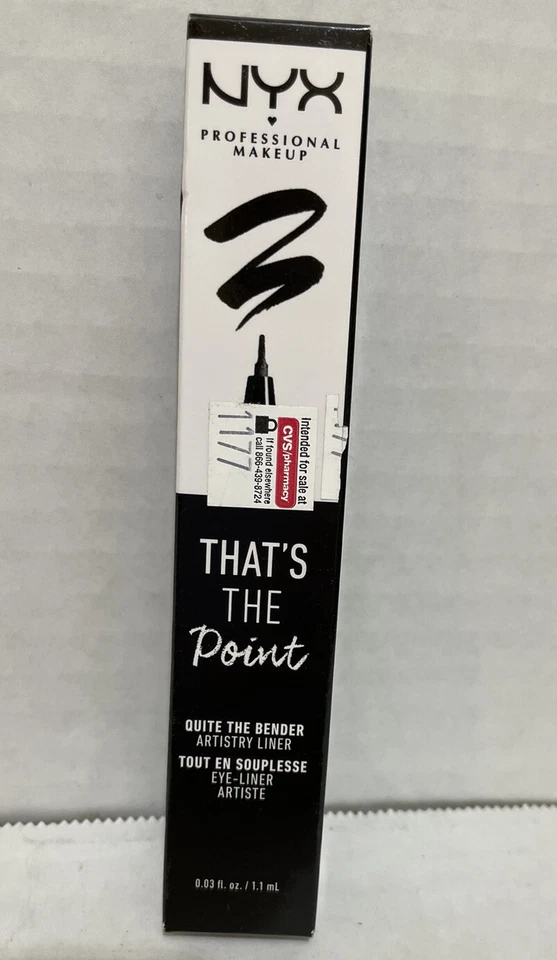 NYX
PROFESSIONAL
MAKEUP
Intended for sale at
CVS/pharmacy
If found elsewhere
call 866-439-8724
1177
THAT'S
THE
Point
QUITE THE BENDER
ARTISTRY LINER
TOUT EN SOUPLESSE
EYE-LINER
ARTISTE
0.03 fl. oz. / 1.1 mL